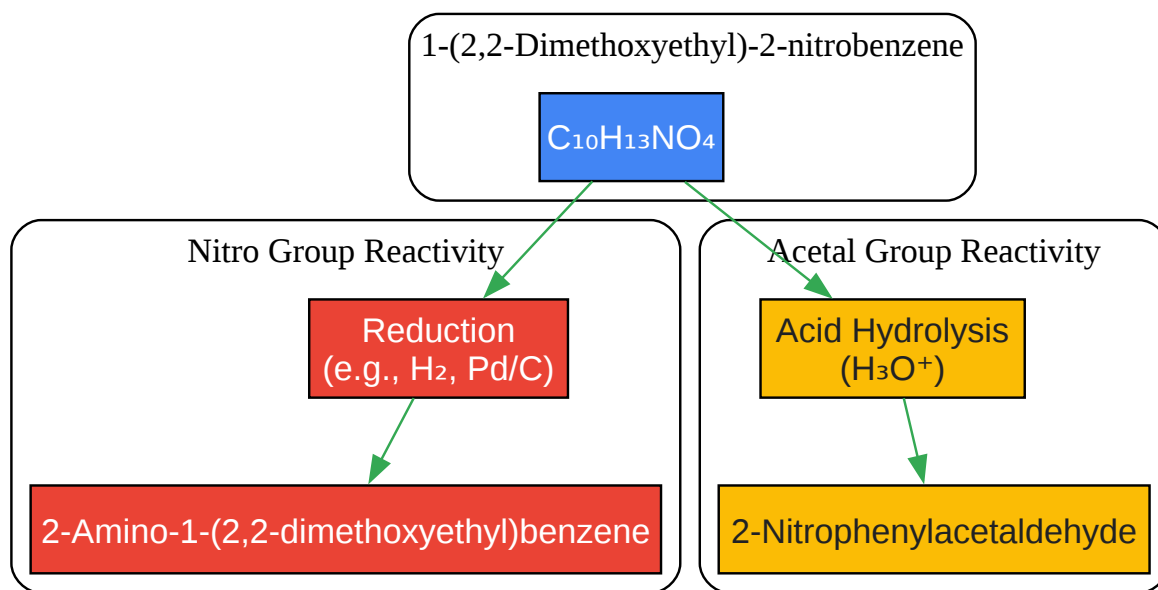 1-(2,2-Dimethoxyethyl)-2-nitrobenzene
C₁₀H₁₃NO₄
Nitro Group Reactivity
Acetal Group Reactivity
Reduction
(e.g., H₂, Pd/C)
Acid Hydrolysis
(H₃O⁺)
2-Amino-1-(2,2-dimethoxyethyl)benzene
2-Nitrophenylacetaldehyde